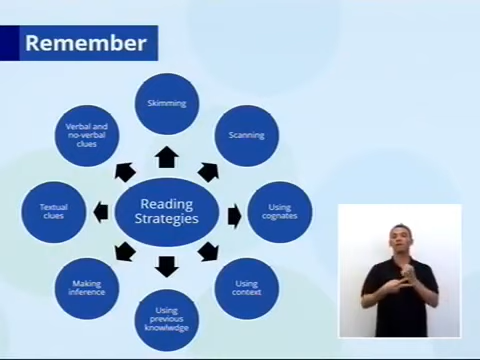 Remember
Skimming
Scanning
Using
cognates
Using
context
Using
previous
knowlwdge
Making
inference
Textual
clues
Verbal and
no-verbal
clues
Reading
Strategies